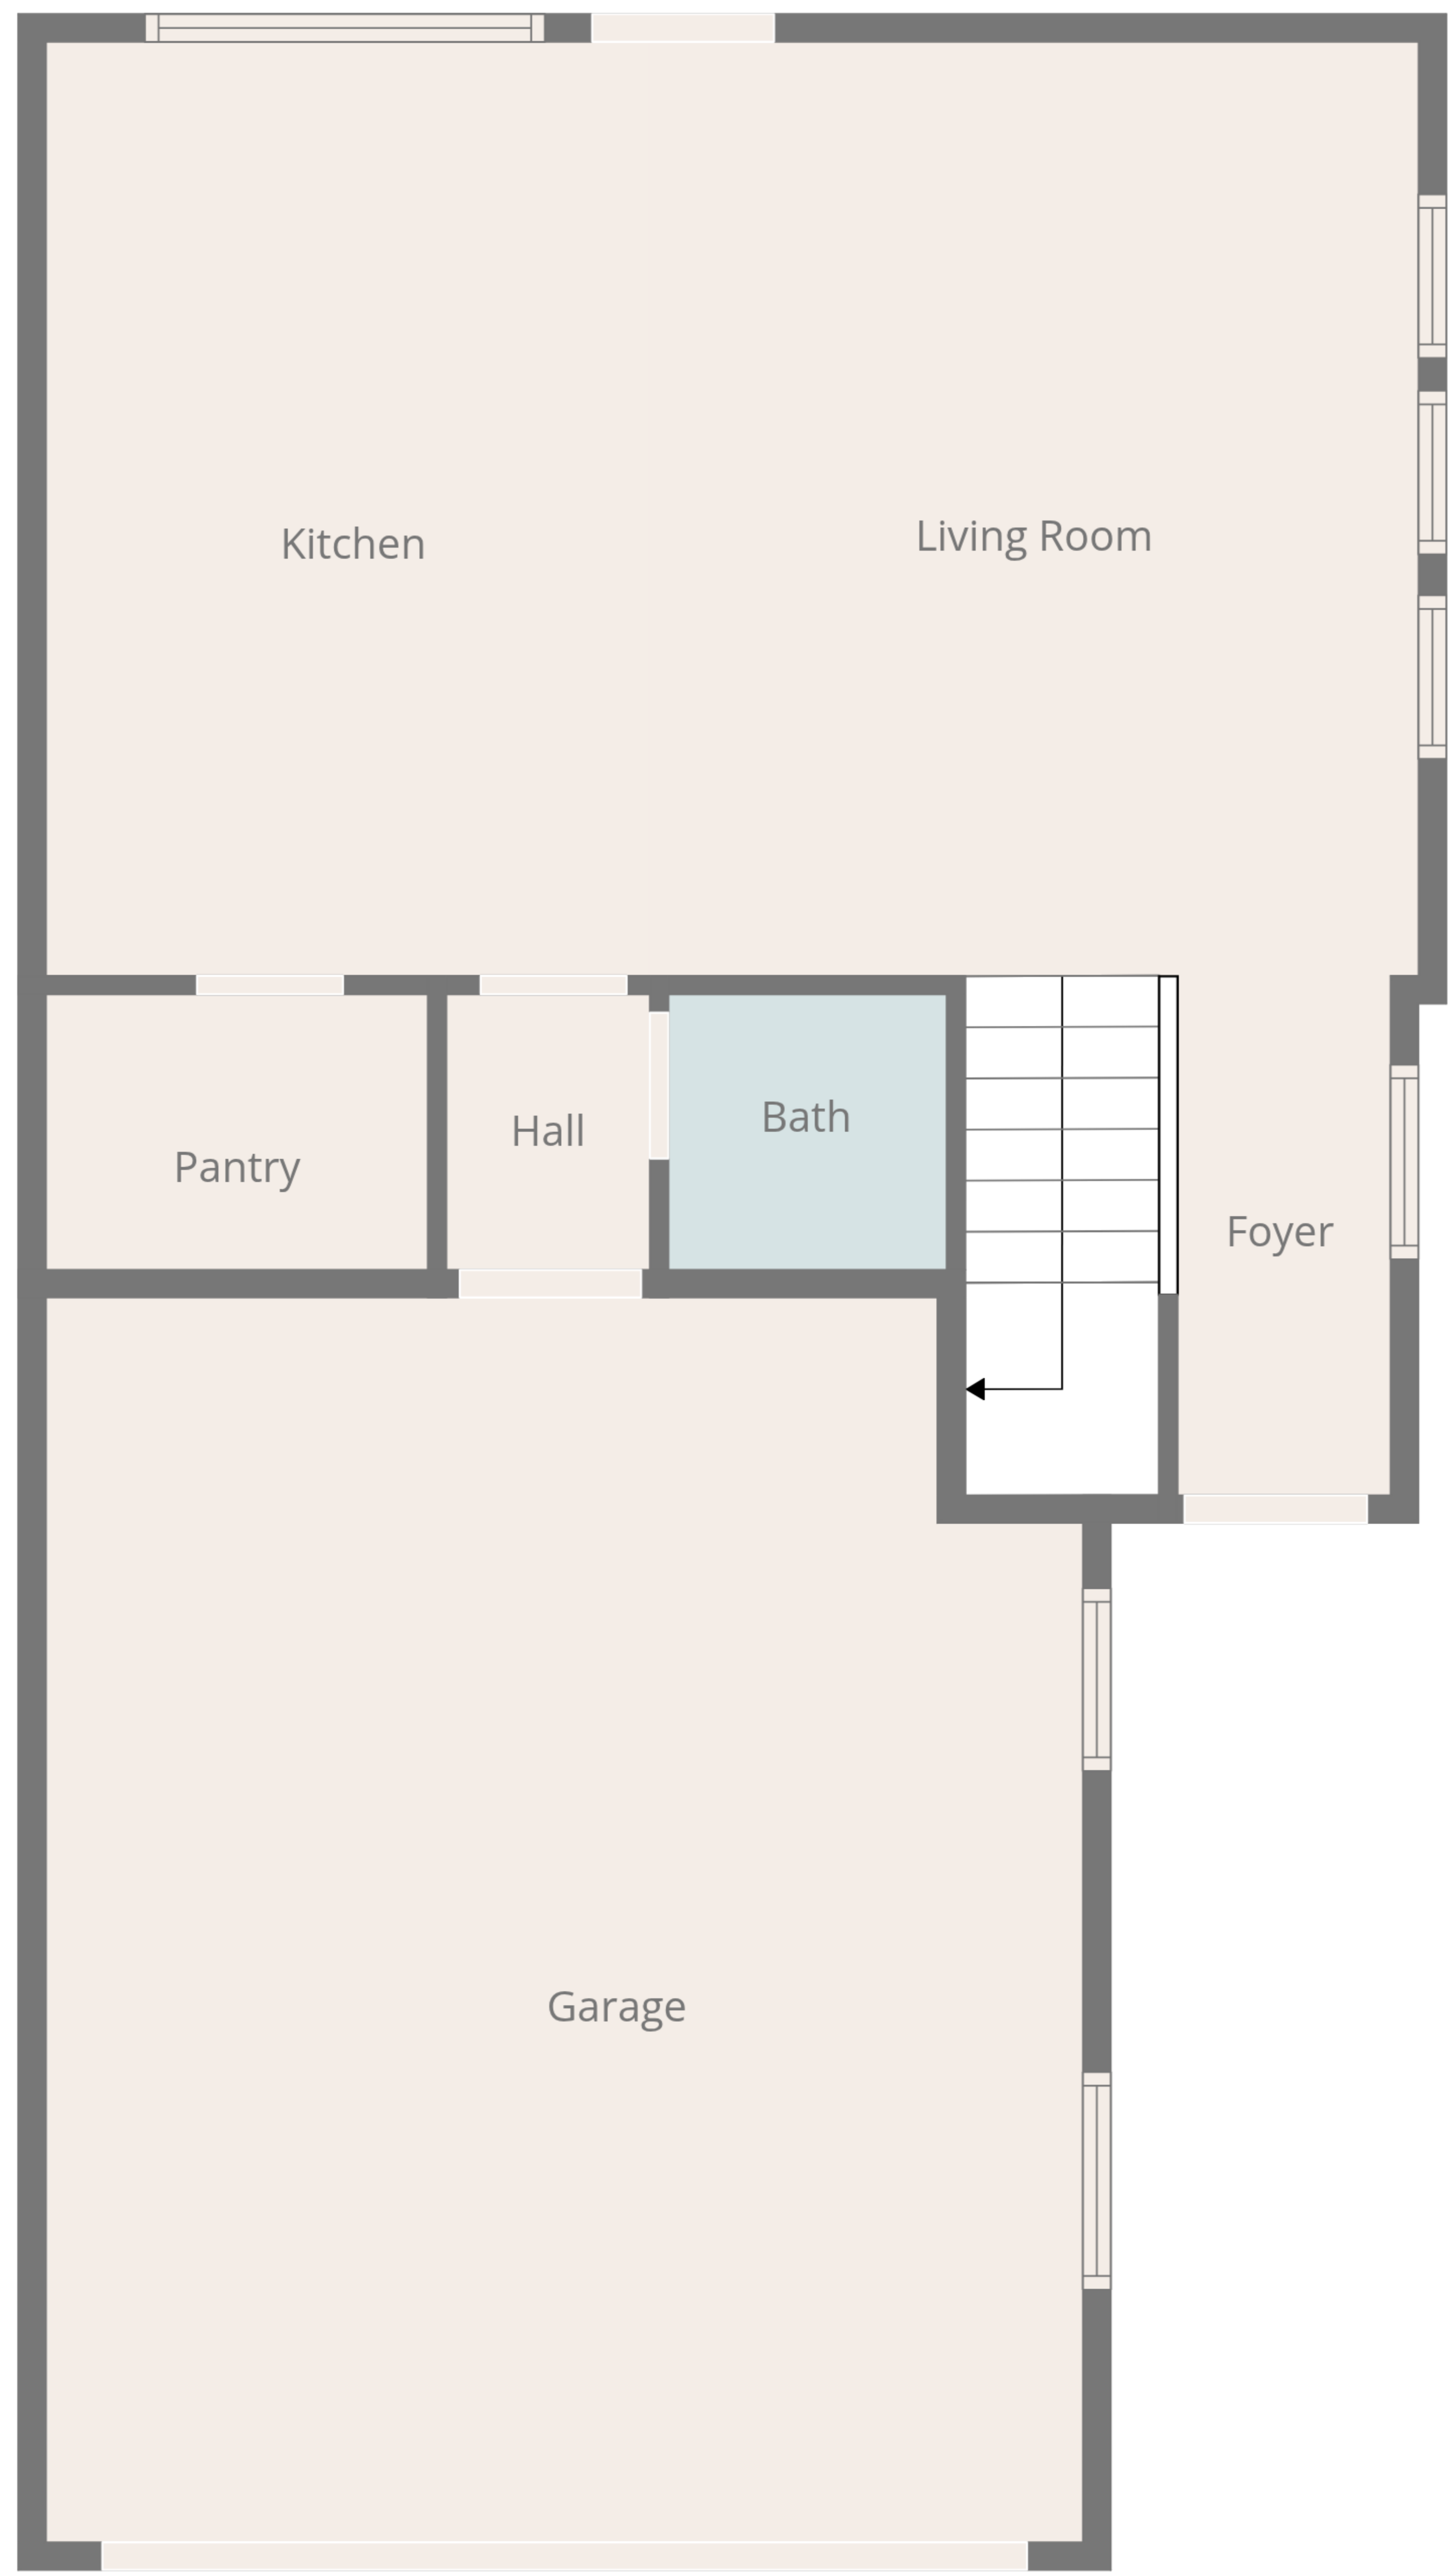 Kitchen
Living Room
Pantry
Hall
Bath
Foyer
Garage